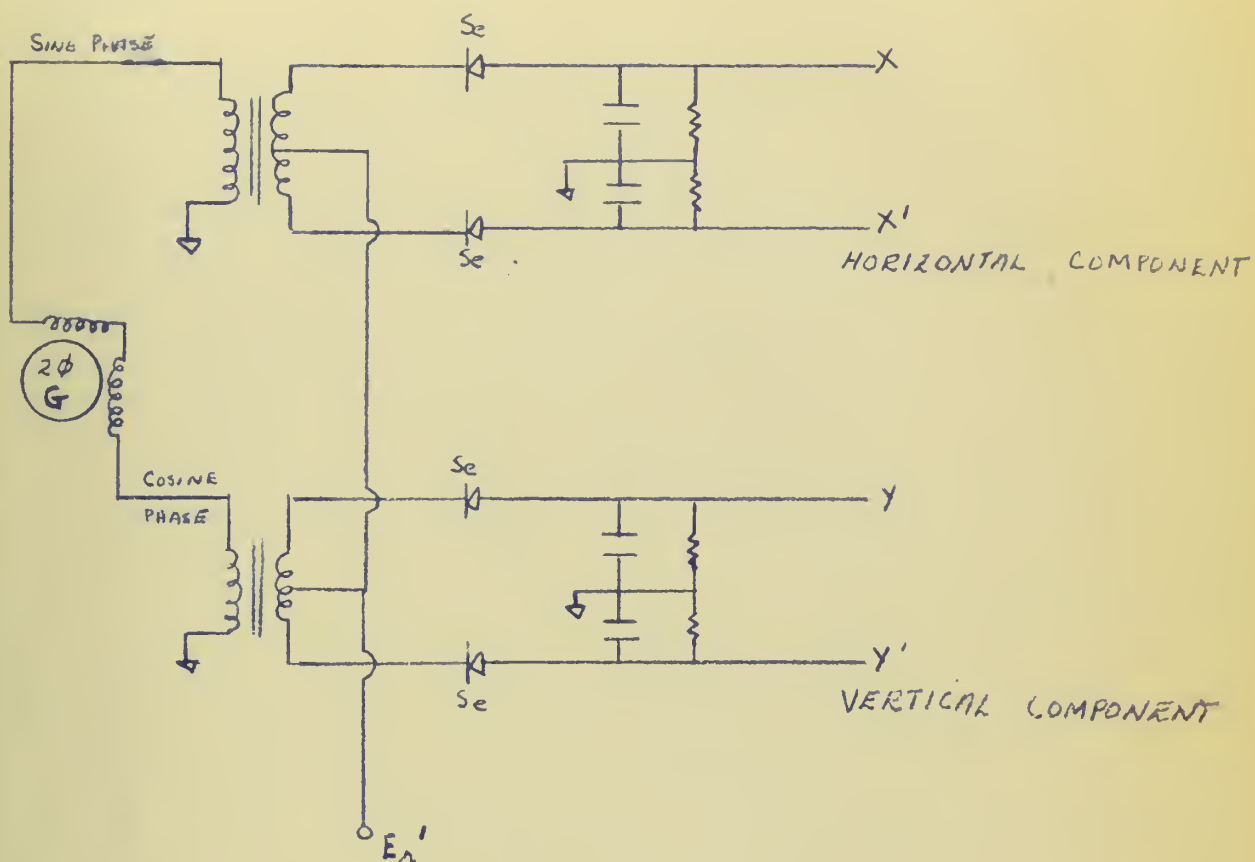 Se
SINE PHASE
X
X'
Se
HORIZONTAL COMPONENT
2φ
G
Se
COSINE
PHASE
Y
Y'
Se
VERTICAL COMPONENT